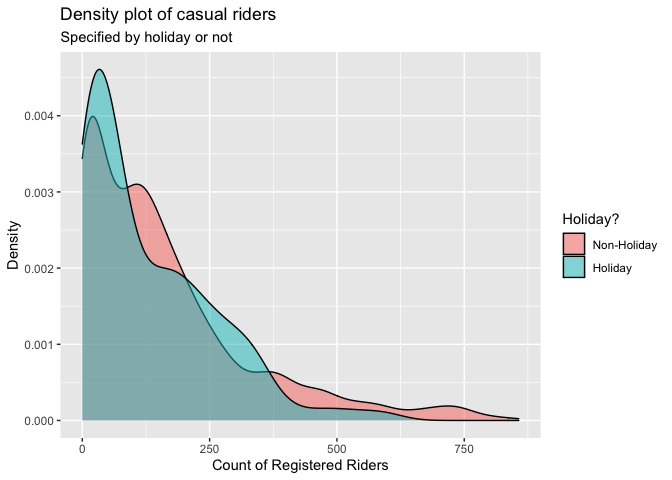 Density plot of casual riders
Specified by holiday or not
0.004
0.003
0.002
0.001
0.000
Density
0 250 500 750
Count of Registered Riders
Holiday?
Non-Holiday
Holiday